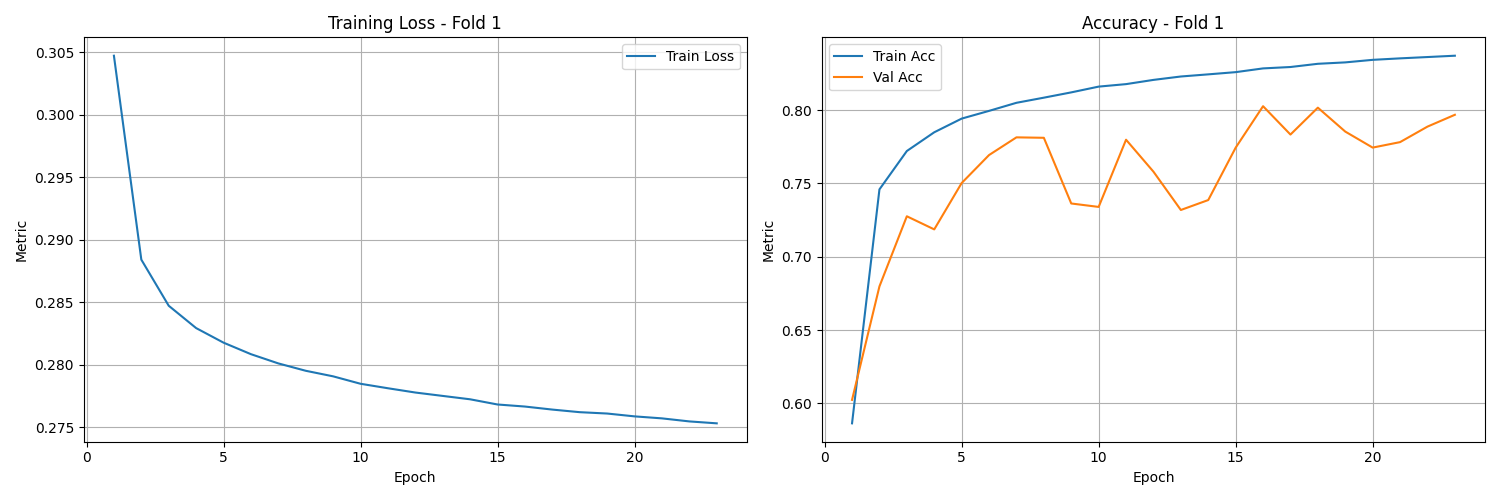 Training Loss - Fold 1
Train Loss
0.305
0.300
0.295
0.290
0.285
0.280
0.275
Metric
0 5 10 15 20
Epoch
Accuracy - Fold 1
Train Acc
Val Acc
0.80
0.75
0.70
0.65
0.60
Metric
0 5 10 15 20
Epoch